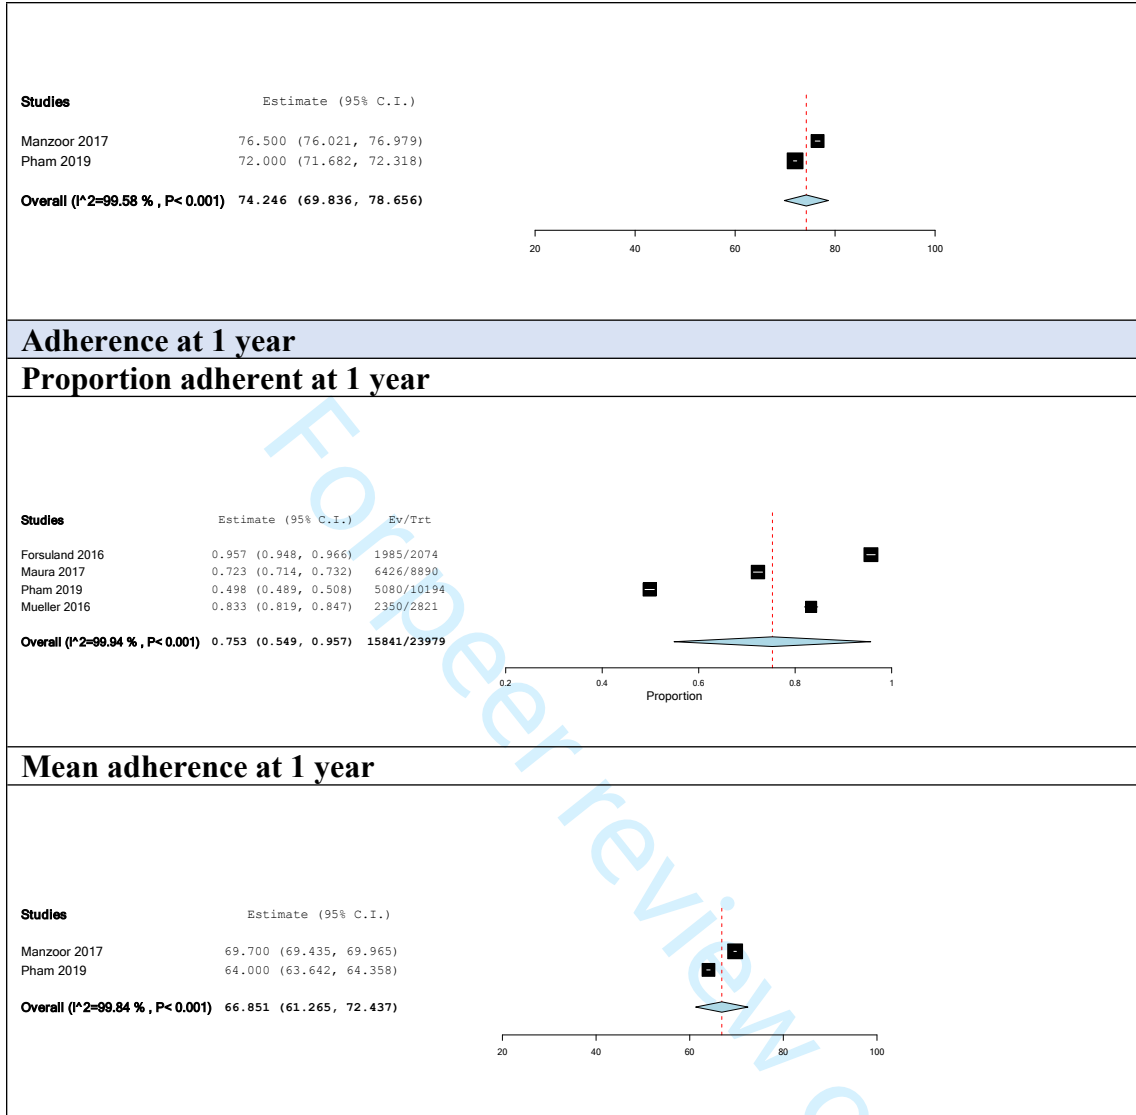 Studies Estimate (95% C.I.)
Manzoor 2017 76.500 (76.021, 76.979)
Pham 2019 72.000 (71.682, 72.318)
Overall (I^2=99.58 % , P< 0.001) 74.246 (69.836, 78.656)
20 40 60 80 100
Adherence at 1 year
Proportion adherent at 1 year
Studies Estimate (95% C.I.) Ev/Trt
Forsuland 2016 0.957 (0.948, 0.966) 1985/2074
Maura 2017 0.723 (0.714, 0.732) 6426/8890
Pham 2019 0.498 (0.489, 0.508) 5080/10194
Mueller 2016 0.833 (0.819, 0.847) 2350/2821
Overall (I^2=99.94 % , P< 0.001) 0.753 (0.549, 0.957) 15841/23979
0.2 0.4 0.6 0.8 1
Proportion
Mean adherence at 1 year
Studies Estimate (95% C.I.)
Manzoor 2017 69.700 (69.435, 69.965)
Pham 2019 64.000 (63.642, 64.358)
Overall (I^2=99.84 % , P< 0.001) 66.851 (61.265, 72.437)
20 40 60 80 100
For peer review